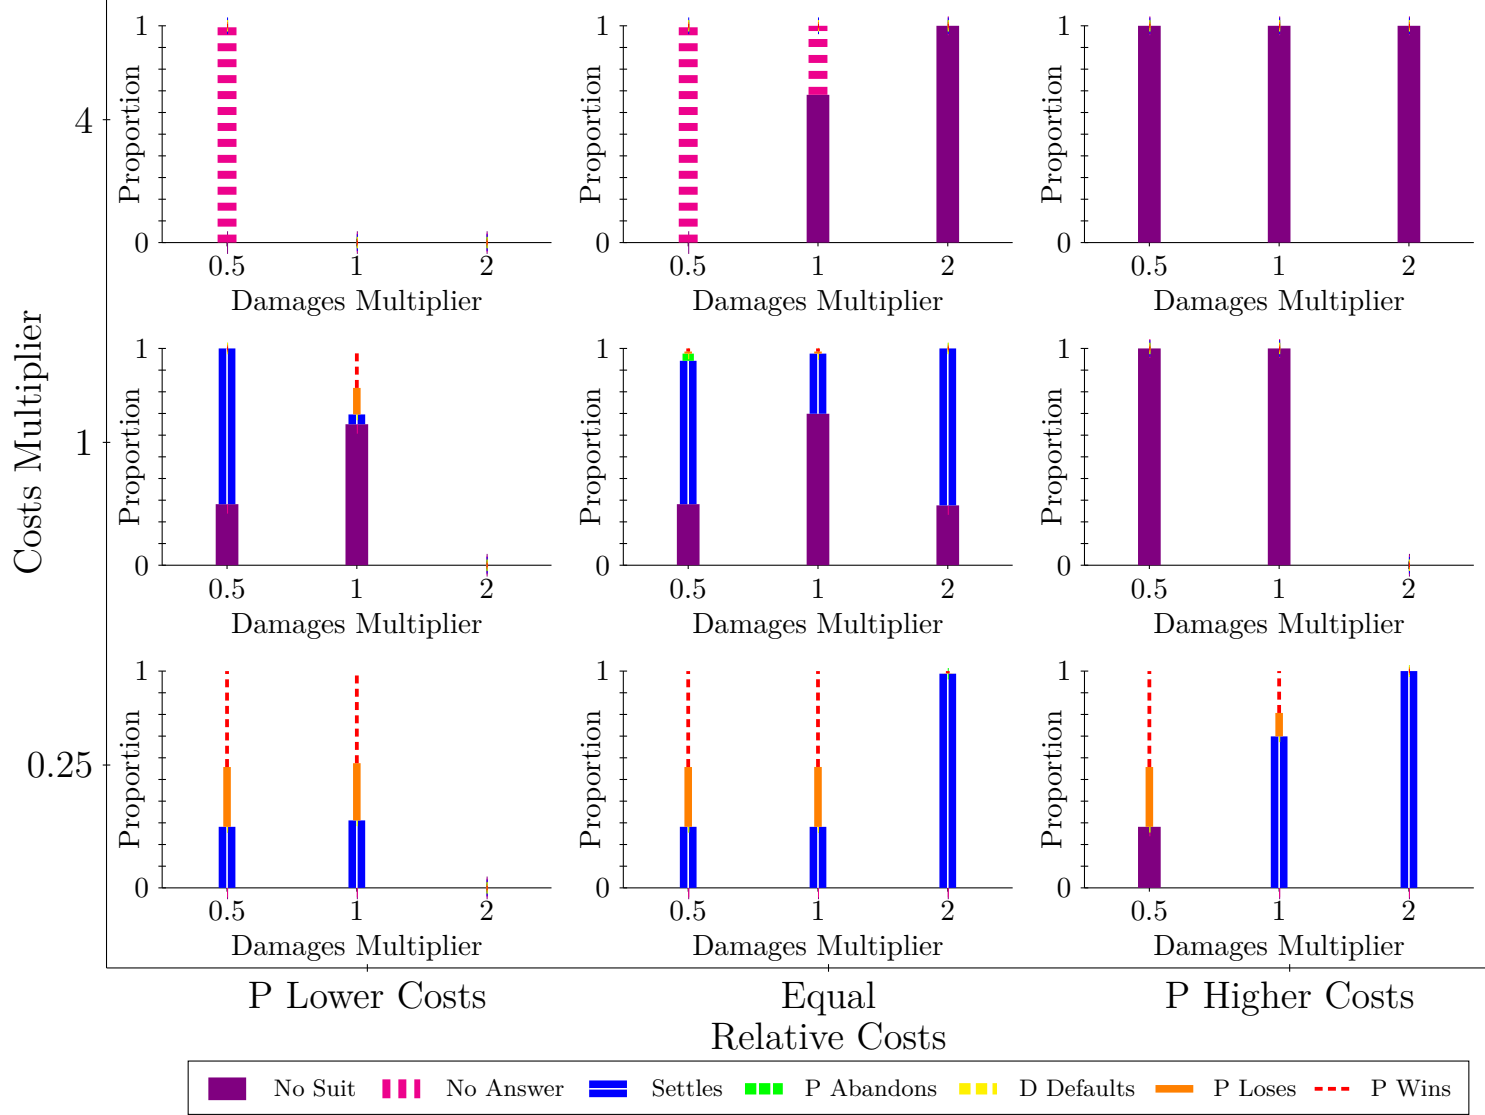 Costs Multiplier
4
Proportion
1
0
0.5 1 2
Damages Multiplier
Proportion
1
0
0.5 1 2
Damages Multiplier
Proportion
1
0
0.5 1 2
Damages Multiplier
1
Proportion
1
0
0.5 1 2
Damages Multiplier
Proportion
1
0
0.5 1 2
Damages Multiplier
Proportion
1
0
0.5 1 2
Damages Multiplier
0.25
Proportion
1
0
0.5 1 2
Damages Multiplier
Proportion
1
0
0.5 1 2
Damages Multiplier
Proportion
1
0
0.5 1 2
Damages Multiplier
P Lower Costs Equal P Higher Costs
Relative Costs
No Suit No Answer Settles P Abandons D Defaults P Loses P Wins